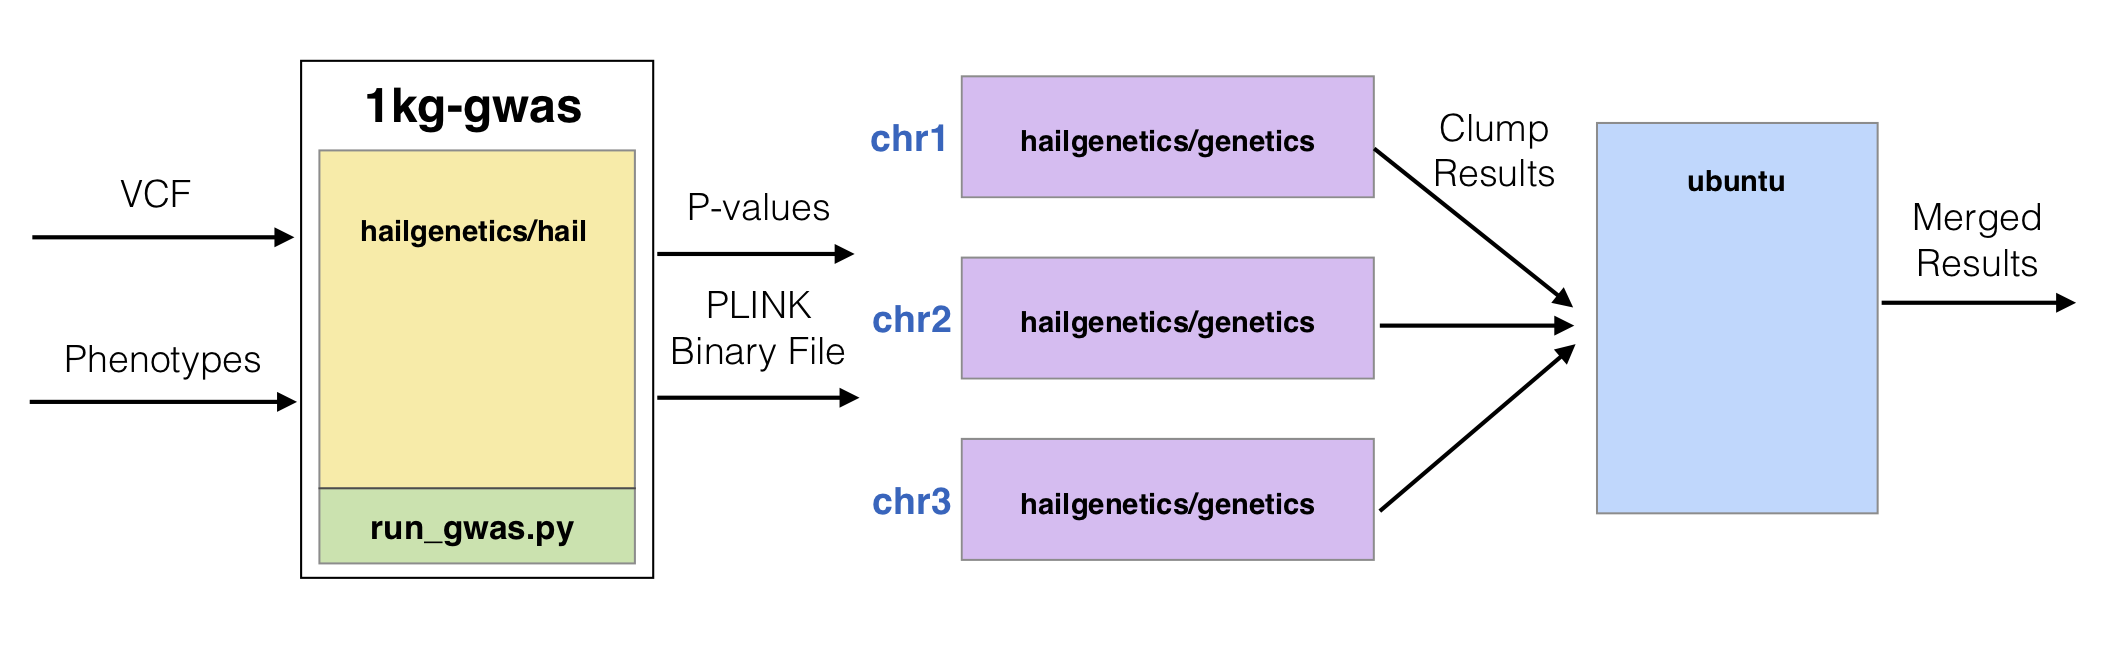 1kg-gwas
VCF
Phenotypes
hailgenetics/hail
run_gwas.py
P-values
PLINK
Binary File
chr1
hailgenetics/genetics
chr2
hailgenetics/genetics
chr3
hailgenetics/genetics
Clump
Results
ubuntu
Merged
Results